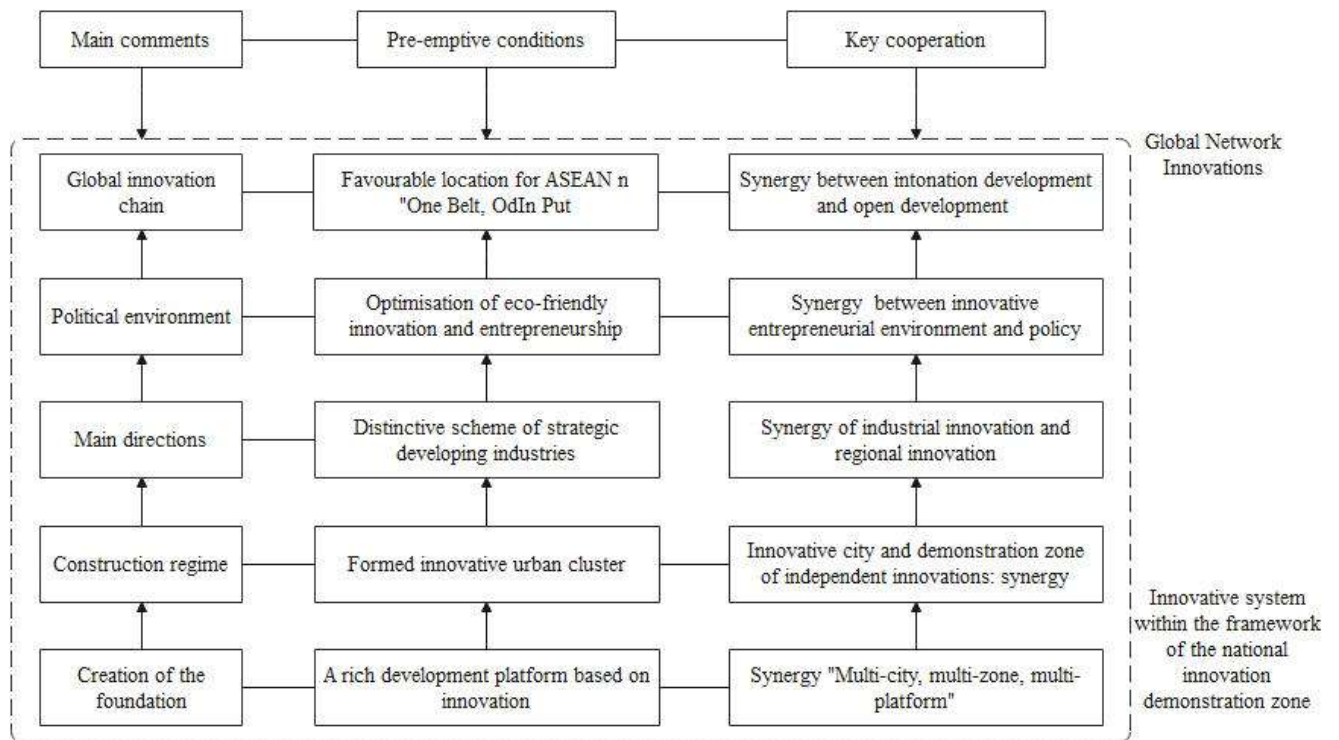 Main comments
Pre-emptive conditions
Key cooperation
Global Network
Innovations
Global innovation
chain
Favourable location for ASEAN n
"One Belt, OdIn Put
Synergy between intonation development
and open development
Political environment
Optimisation of eco-friendly
innovation and entrepreneurship
Synergy between innovative
entrepreneurial environment and policy
Main directions
Distinctive scheme of strategic
developing industries
Synergy of industrial innovation and
regional innovation
Construction regime
Formed innovative urban cluster
Innovative city and demonstration zone
of independent innovations: synergy
Innovative system
within the framework
of the national
innovation
demonstration zone
Creation of the
foundation
A rich development platform based on
innovation
Synergy "Multi-city, multi-zone, multi-
platform"